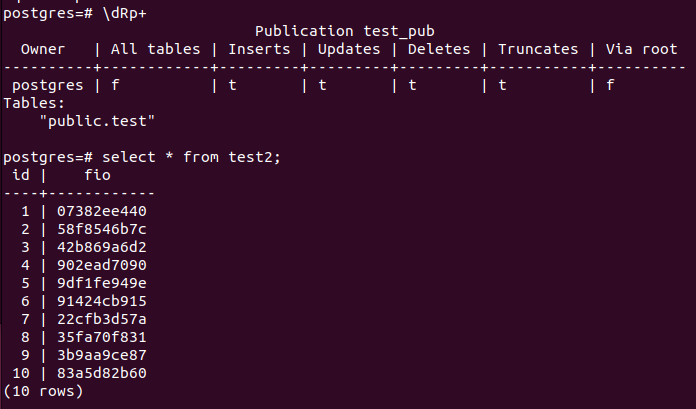 postgres=# \dRp+
                            Publication test_pub
  Owner   | All tables | Inserts | Updates | Deletes | Truncates | Via root
----------+------------+---------+---------+---------+-----------+----------
 postgres | f          | t       | t       | t       | t         | f
Tables:
    "public.test"

postgres=# select * from test2;
 id |    fio
----+------------
  1 | 07382ee440
  2 | 58f8546b7c
  3 | 42b869a6d2
  4 | 902ead7090
  5 | 9df1fe949e
  6 | 91424cb915
  7 | 22cfb3d57a
  8 | 35fa70f831
  9 | 3b9aa9ce87
 10 | 83a5d82b60
(10 rows)